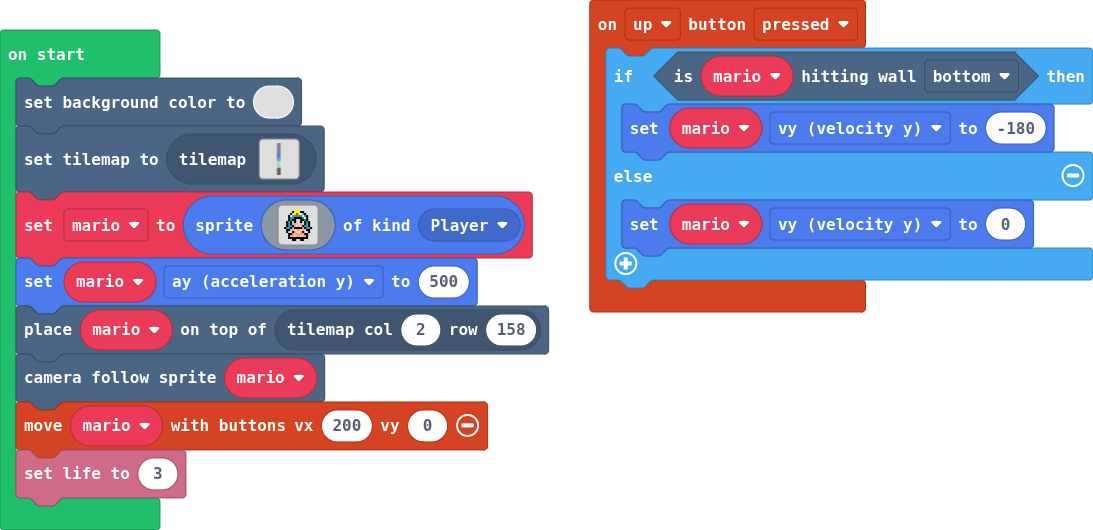 on start
set background color to
set tilemap to tilemap
set mario to sprite of kind Player
set mario ay (acceleration y) to 500
place mario on top of tilemap col 2 row 158
camera follow sprite mario
move mario with buttons vx 200 vy 0
set life to 3
on up button pressed
if is mario hitting wall bottom then
set mario vy (velocity y) to -180
else
set mario vy (velocity y) to 0